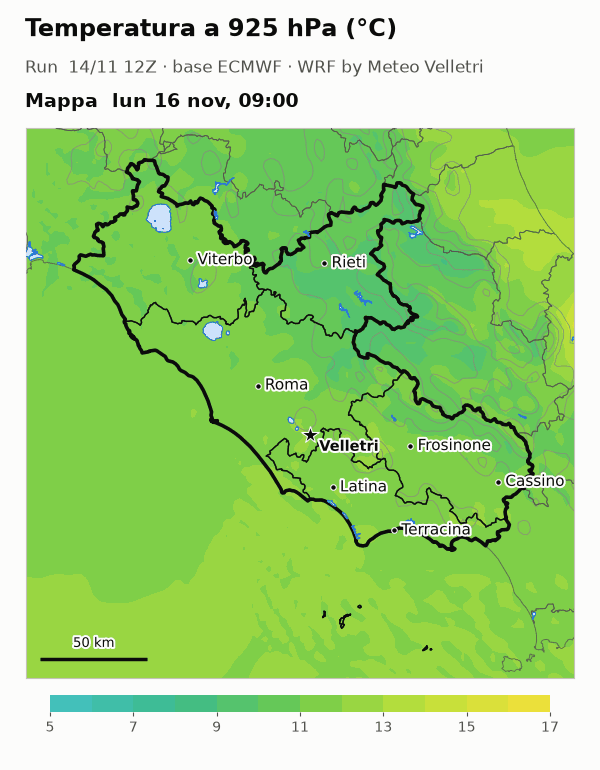 Temperatura a 925 hPa (°C)
Run  14/11 12Z · base ECMWF · WRF by Meteo Velletri
Mappa  lun 16 nov, 09:00
Viterbo
Rieti
Roma
Velletri
Frosinone
Latina
Cassino
Terracina
50 km
5 7 9 11 13 15 17